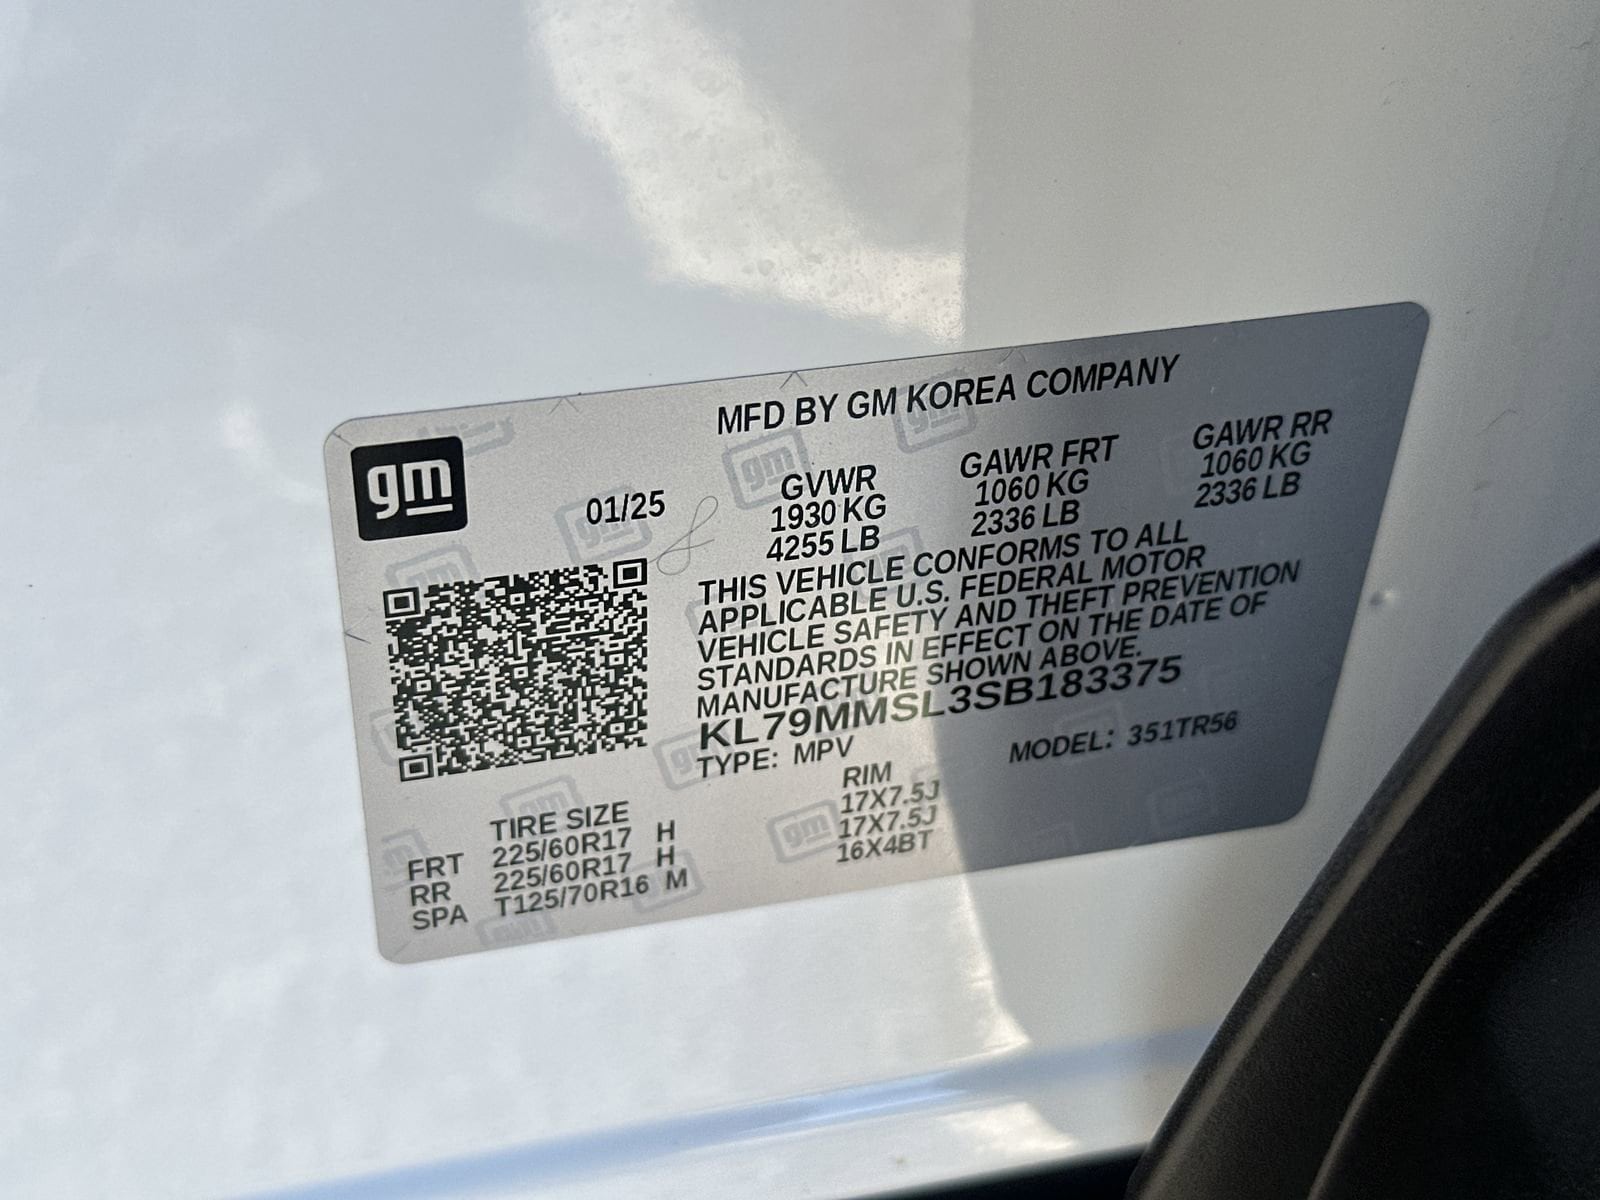 MFD BY GM KOREA COMPANY
gm
01/25
GVWR GAWR FRT GAWR RR
1930 KG 1060 KG 1060 KG
4255 LB 2336 LB 2336 LB
THIS VEHICLE CONFORMS TO ALL
APPLICABLE U.S. FEDERAL MOTOR
VEHICLE SAFETY AND THEFT PREVENTION
STANDARDS IN EFFECT ON THE DATE OF
MANUFACTURE SHOWN ABOVE.
KL79MMSL3SB183375
TYPE: MPV MODEL: 351TR56
TIRE SIZE RIM
FRT 225/60R17 H 17X7.5J
RR 225/60R17 H 17X7.5J
SPA T125/70R16 M 16X4BT